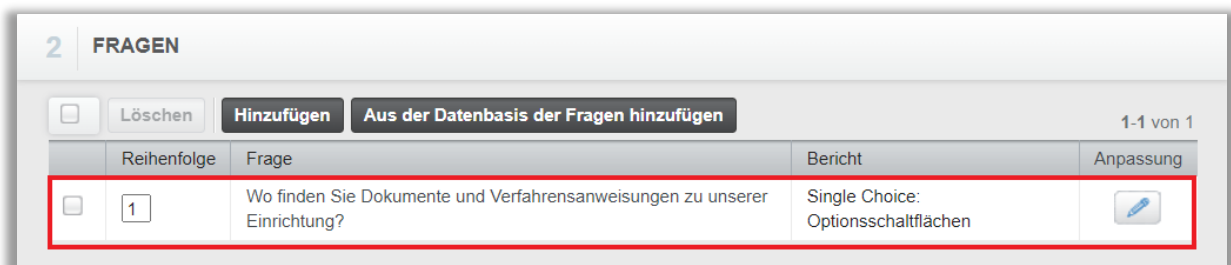 2 FRAGEN
Löschen Hinzufügen Aus der Datenbasis der Fragen hinzufügen 1-1 von 1
Reihenfolge Frage Bericht Anpassung
1 Wo finden Sie Dokumente und Verfahrensanweisungen zu unserer Single Choice:
Einrichtung? Optionsschaltflächen